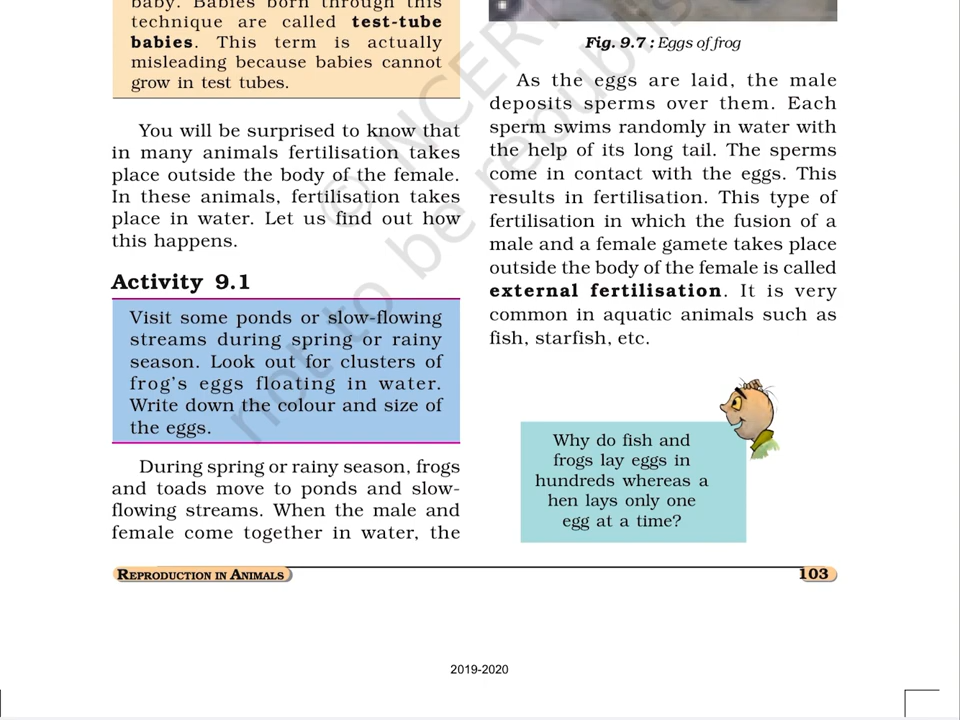 baby. Babies born through this
technique are called test-tube
babies. This term is actually
misleading because babies cannot
grow in test tubes.
You will be surprised to know that
in many animals fertilisation takes
place outside the body of the female.
In these animals, fertilisation takes
place in water. Let us find out how
this happens.
Activity 9.1
Visit some ponds or slow-flowing
streams during spring or rainy
season. Look out for clusters of
frog's eggs floating in water.
Write down the colour and size of
the eggs.
During spring or rainy season, frogs
and toads move to ponds and slow-
flowing streams. When the male and
female come together in water, the
Fig. 9.7 : Eggs of frog
As the eggs are laid, the male
deposits sperms over them. Each
sperm swims randomly in water with
the help of its long tail. The sperms
come in contact with the eggs. This
results in fertilisation. This type of
fertilisation in which the fusion of a
male and a female gamete takes place
outside the body of the female is called
external fertilisation. It is very
common in aquatic animals such as
fish, starfish, etc.
Why do fish and
frogs lay eggs in
hundreds whereas a
hen lays only one
egg at a time?
REPRODUCTION IN ANIMALS
103
2019-2020
© NCERT
not to be republis